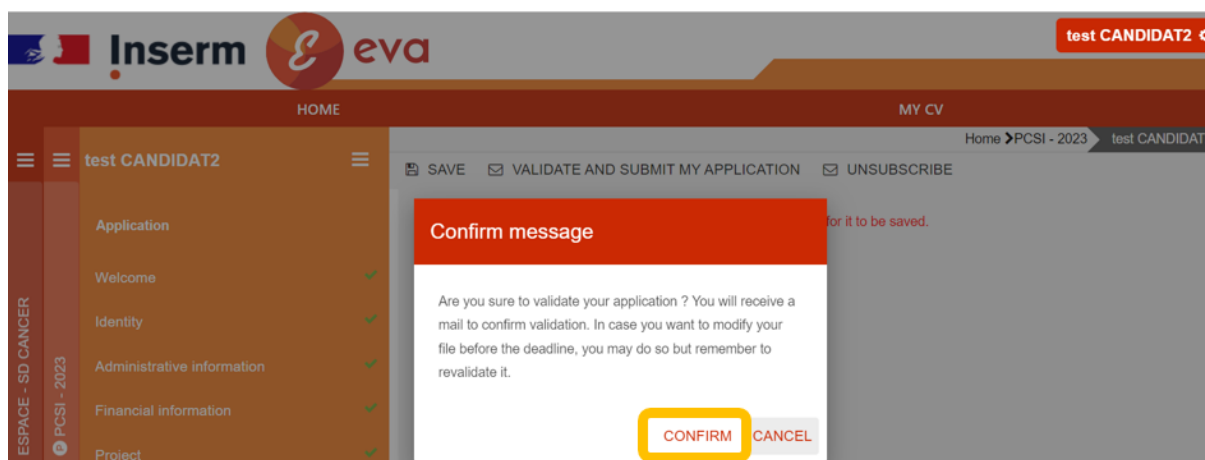 Inserm
eva
test CANDIDAT2
HOME
MY CV
Home PCSI - 2023
test CANDIDAT
test CANDIDAT2
SAVE
VALIDATE AND SUBMIT MY APPLICATION
UNSUBSCRIBE
for it to be saved.
Application
Welcome
Identity
Administrative information
Financial information
Project
ESPACE - SD CANCER
P PCSI - 2023
Confirm message
Are you sure to validate your application ? You will receive a
mail to confirm validation. In case you want to modify your
file before the deadline, you may do so but remember to
revalidate it.
CONFIRM
CANCEL